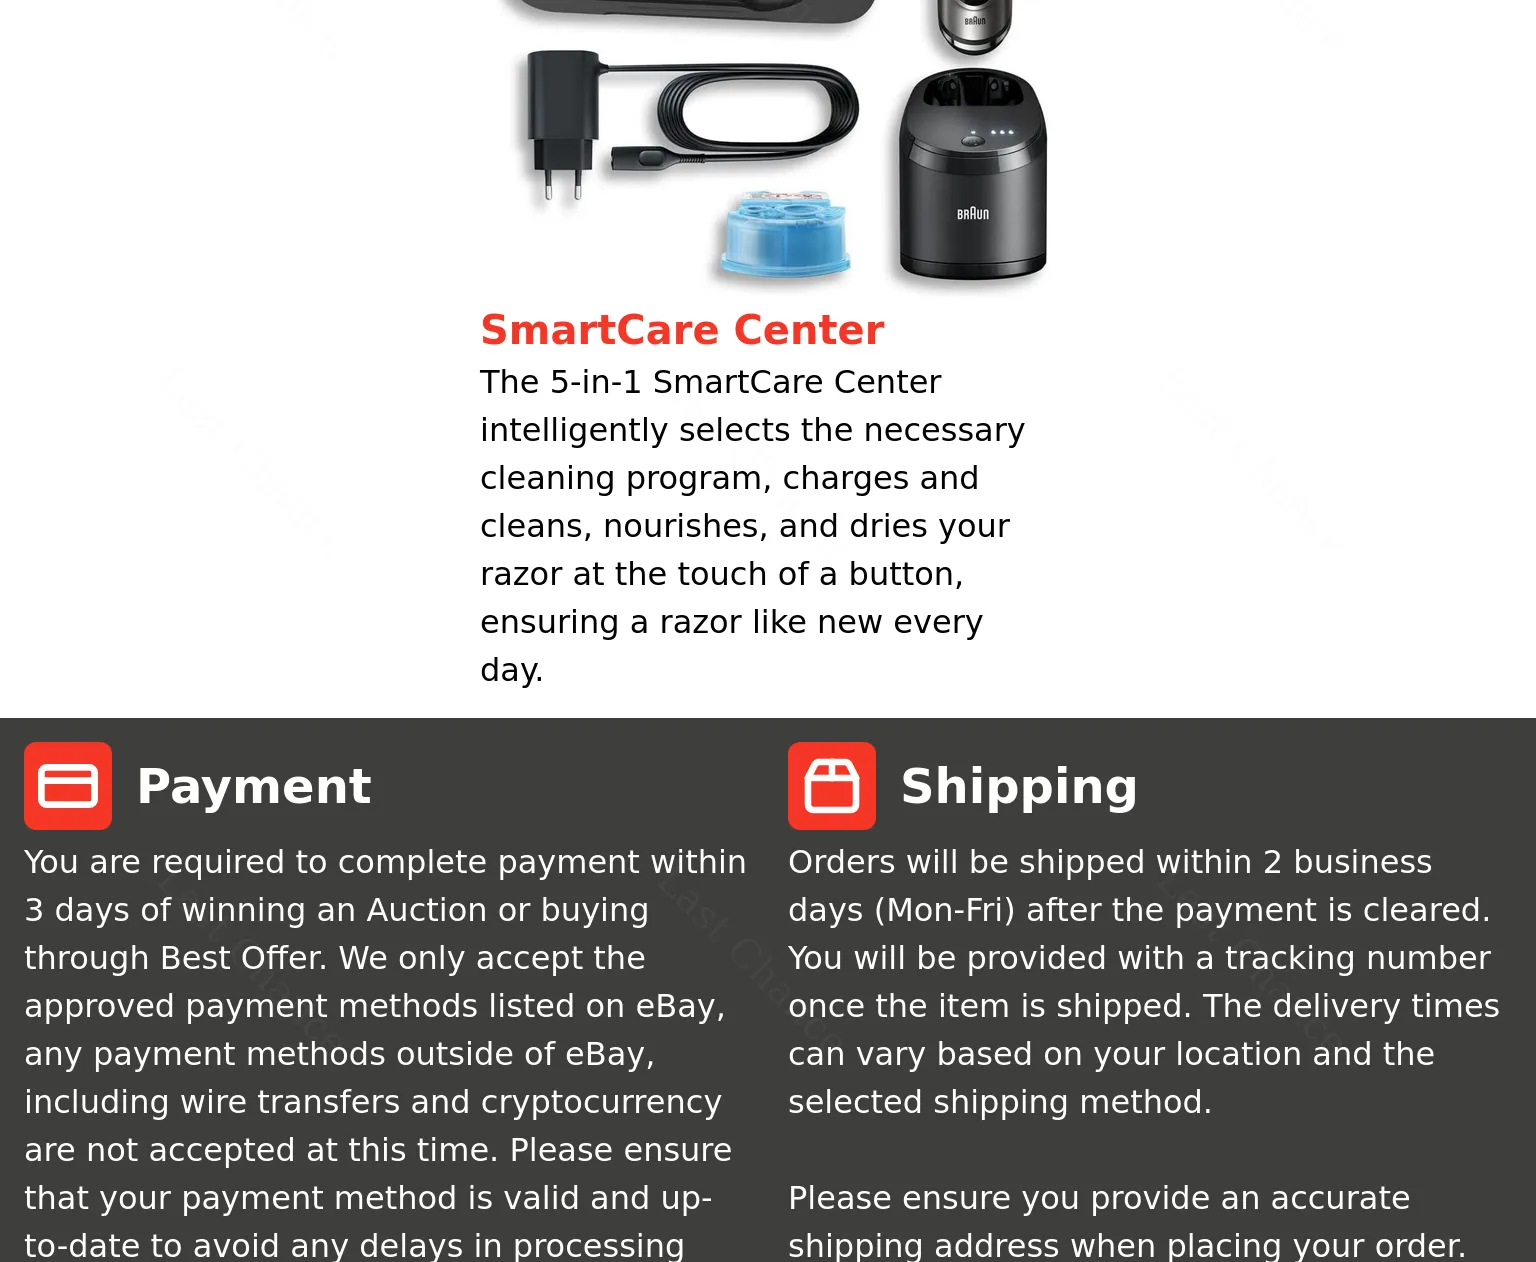 BRAUN
BRAUN
SmartCare Center
The 5-in-1 SmartCare Center
intelligently selects the necessary
cleaning program, charges and
cleans, nourishes, and dries your
razor at the touch of a button,
ensuring a razor like new every
day.
Payment
You are required to complete payment within
3 days of winning an Auction or buying
through Best Offer. We only accept the
approved payment methods listed on eBay,
any payment methods outside of eBay,
including wire transfers and cryptocurrency
are not accepted at this time. Please ensure
that your payment method is valid and up-
to-date to avoid any delays in processing
Shipping
Orders will be shipped within 2 business
days (Mon-Fri) after the payment is cleared.
You will be provided with a tracking number
once the item is shipped. The delivery times
can vary based on your location and the
selected shipping method.
Please ensure you provide an accurate
shipping address when placing your order.
Last Chance
Last Chance
Last Chance